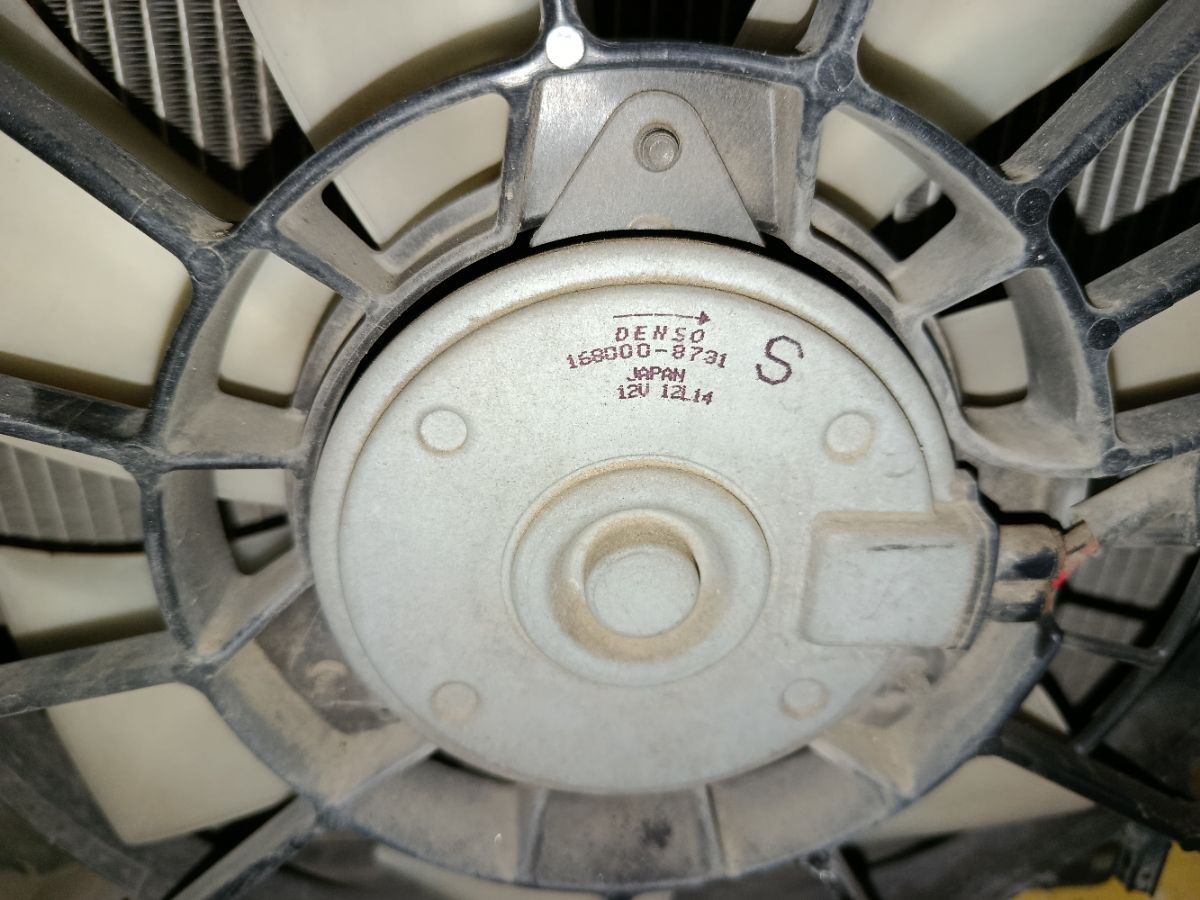 DENSO
168000-8731
S
JAPAN
12V 12L14